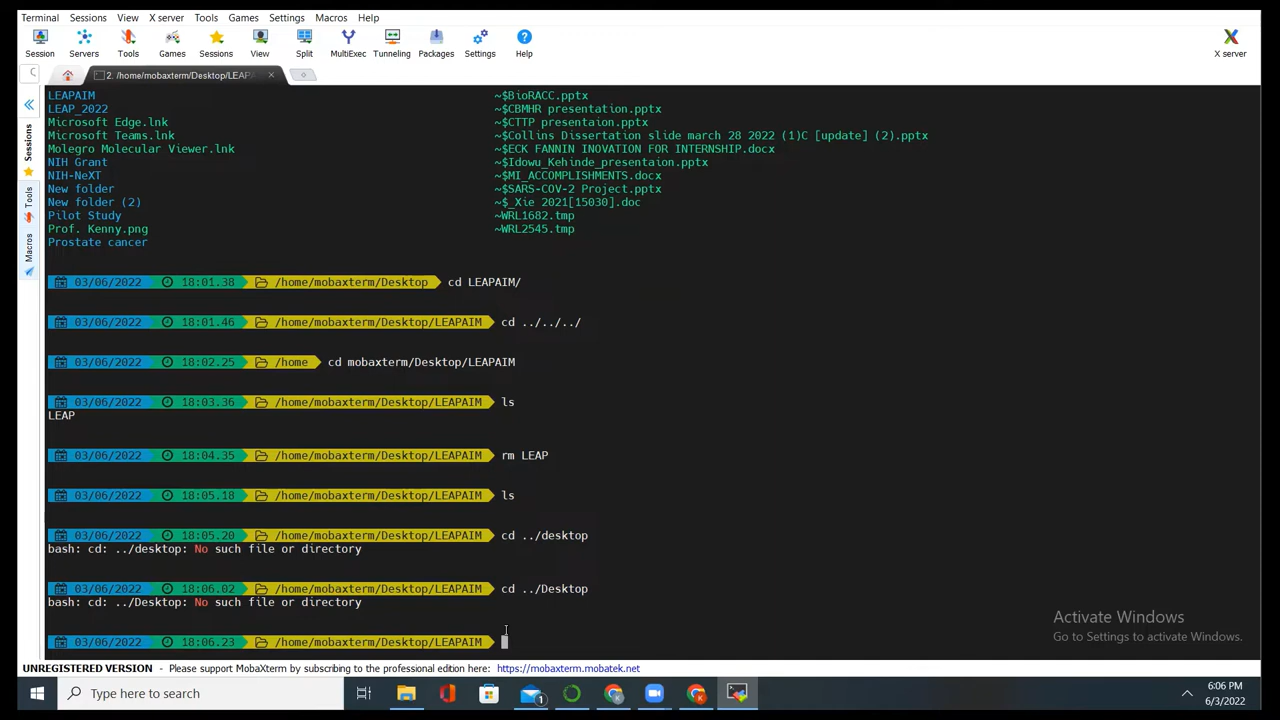 Terminal Sessions View X server Tools Games Settings Macros Help
Session Servers Tools Games Sessions View Split MultiExec Tunneling Packages Settings Help X server
2. /home/mobaxterm/Desktop/LEAPA
Sessions
Tools
Macros
LEAPAIM ~$BioRACC.pptx
LEAP_2022 ~$CBMHR presentation.pptx
Microsoft Edge.lnk ~$CTTP presentaion.pptx
Microsoft Teams.lnk ~$Collins Dissertation slide march 28 2022 (1)C [update] (2).pptx
Molegro Molecular Viewer.lnk ~$ECK FANNIN INOVATION FOR INTERNSHIP.docx
NIH Grant ~$Idowu_Kehinde_presentaion.pptx
NIH-NeXT ~$MI_ACCOMPLISHMENTS.docx
New folder ~$SARS-COV-2 Project.pptx
New folder (2) ~$_Xie 2021[15030].doc
Pilot Study ~WRL1682.tmp
Prof. Kenny.png ~WRL2545.tmp
Prostate cancer
03/06/2022 18:01.38 /home/mobaxterm/Desktop cd LEAPAIM/
03/06/2022 18:01.46 /home/mobaxterm/Desktop/LEAPAIM cd ../../../
03/06/2022 18:02.25 /home cd mobaxterm/Desktop/LEAPAIM
03/06/2022 18:03.36 /home/mobaxterm/Desktop/LEAPAIM ls
LEAP
03/06/2022 18:04.35 /home/mobaxterm/Desktop/LEAPAIM rm LEAP
03/06/2022 18:05.18 /home/mobaxterm/Desktop/LEAPAIM ls
03/06/2022 18:05.20 /home/mobaxterm/Desktop/LEAPAIM cd ../desktop
bash: cd: ../desktop: No such file or directory
03/06/2022 18:06.02 /home/mobaxterm/Desktop/LEAPAIM cd ../Desktop
bash: cd: ../Desktop: No such file or directory
03/06/2022 18:06.23 /home/mobaxterm/Desktop/LEAPAIM
Activate Windows
Go to Settings to activate Windows.
UNREGISTERED VERSION - Please support MobaXterm by subscribing to the professional edition here: https://mobaxterm.mobatek.net
Type here to search
1
6:06 PM
6/3/2022